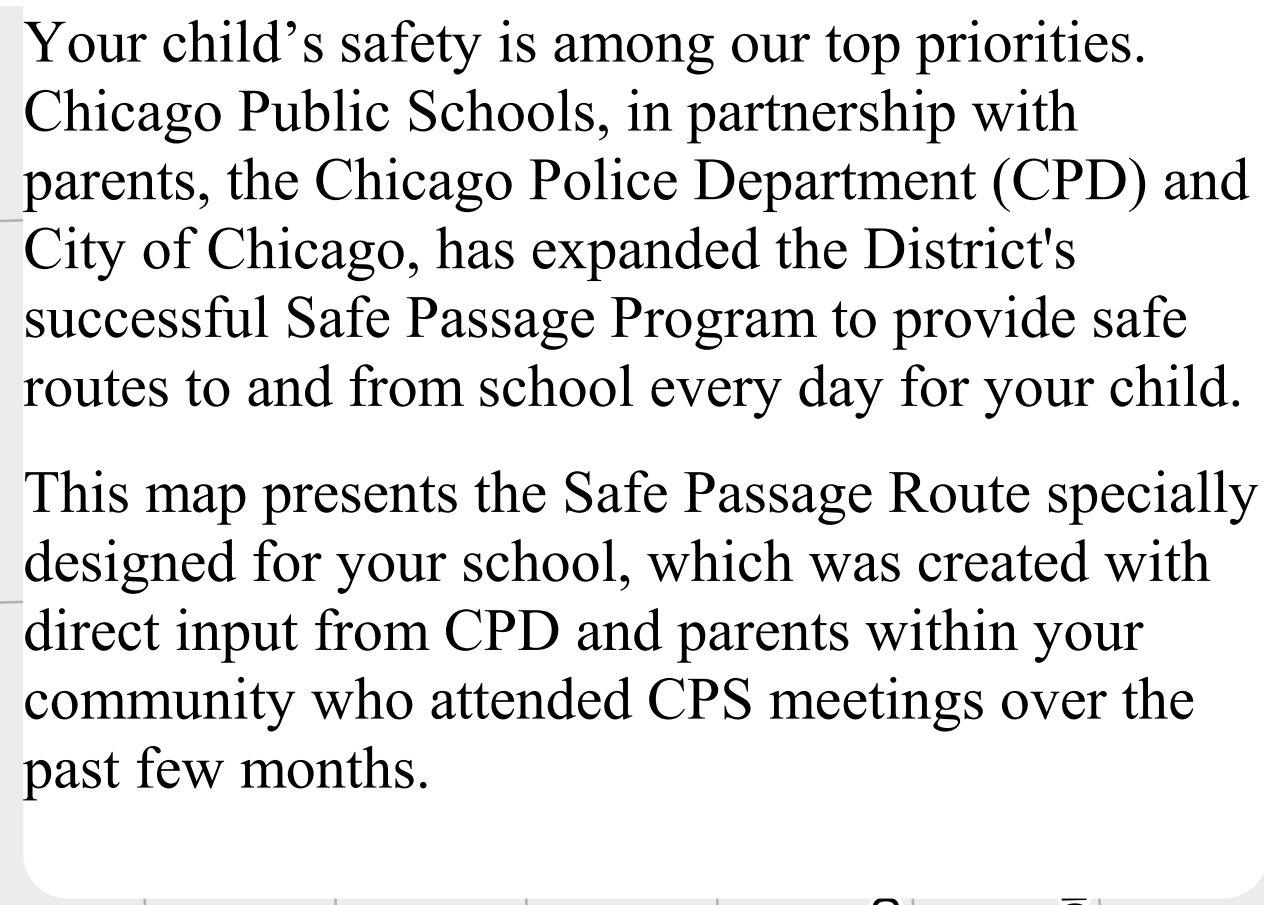 Your child’s safety is among our top priorities.
Chicago Public Schools, in partnership with
parents, the Chicago Police Department (CPD) and
City of Chicago, has expanded the District's
successful Safe Passage Program to provide safe
routes to and from school every day for your child.
This map presents the Safe Passage Route specially
designed for your school, which was created with
direct input from CPD and parents within your
community who attended CPS meetings over the
past few months.